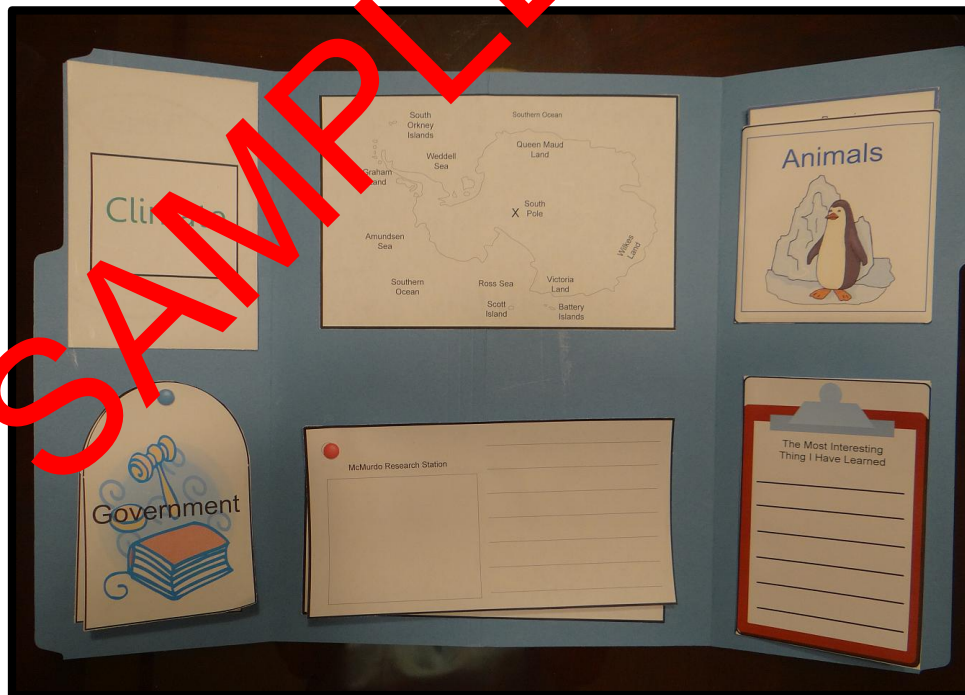 SAMPLE
Climate
South
Orkney
Islands
Southern Ocean
Weddell
Sea
Queen Maud
Land
Graham
Land
X
South
Pole
Amundsen
Sea
Wilkes
Land
Southern
Ocean
Ross Sea
Victoria
Land
Scott
Island
Battery
Islands
Animals
Government
McMurdo Research Station
The Most Interesting
Thing I Have Learned